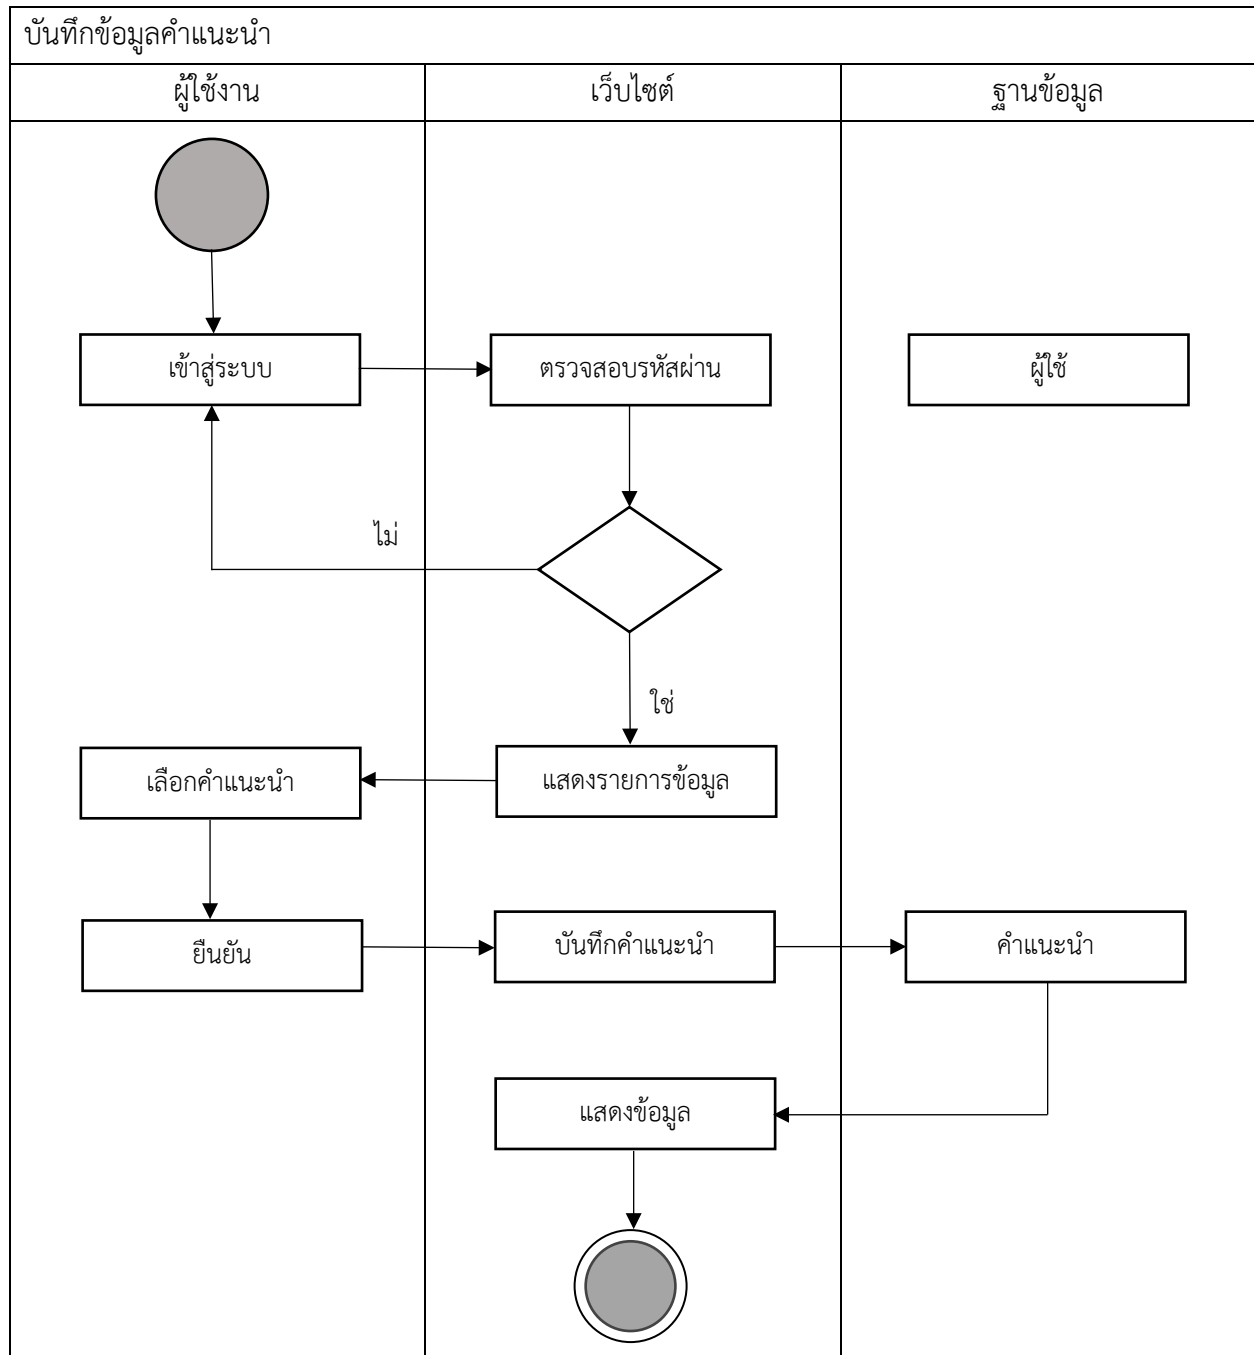 บันทึกข้อมูลคำแนะนำ
ผู้ใช้งาน
เว็บไซต์
ฐานข้อมูล
เข้าสู่ระบบ
ตรวจสอบรหัสผ่าน
ผู้ใช้
ไม่
ใช่
เลือกคำแนะนำ
แสดงรายการข้อมูล
ยืนยัน
บันทึกคำแนะนำ
คำแนะนำ
แสดงข้อมูล